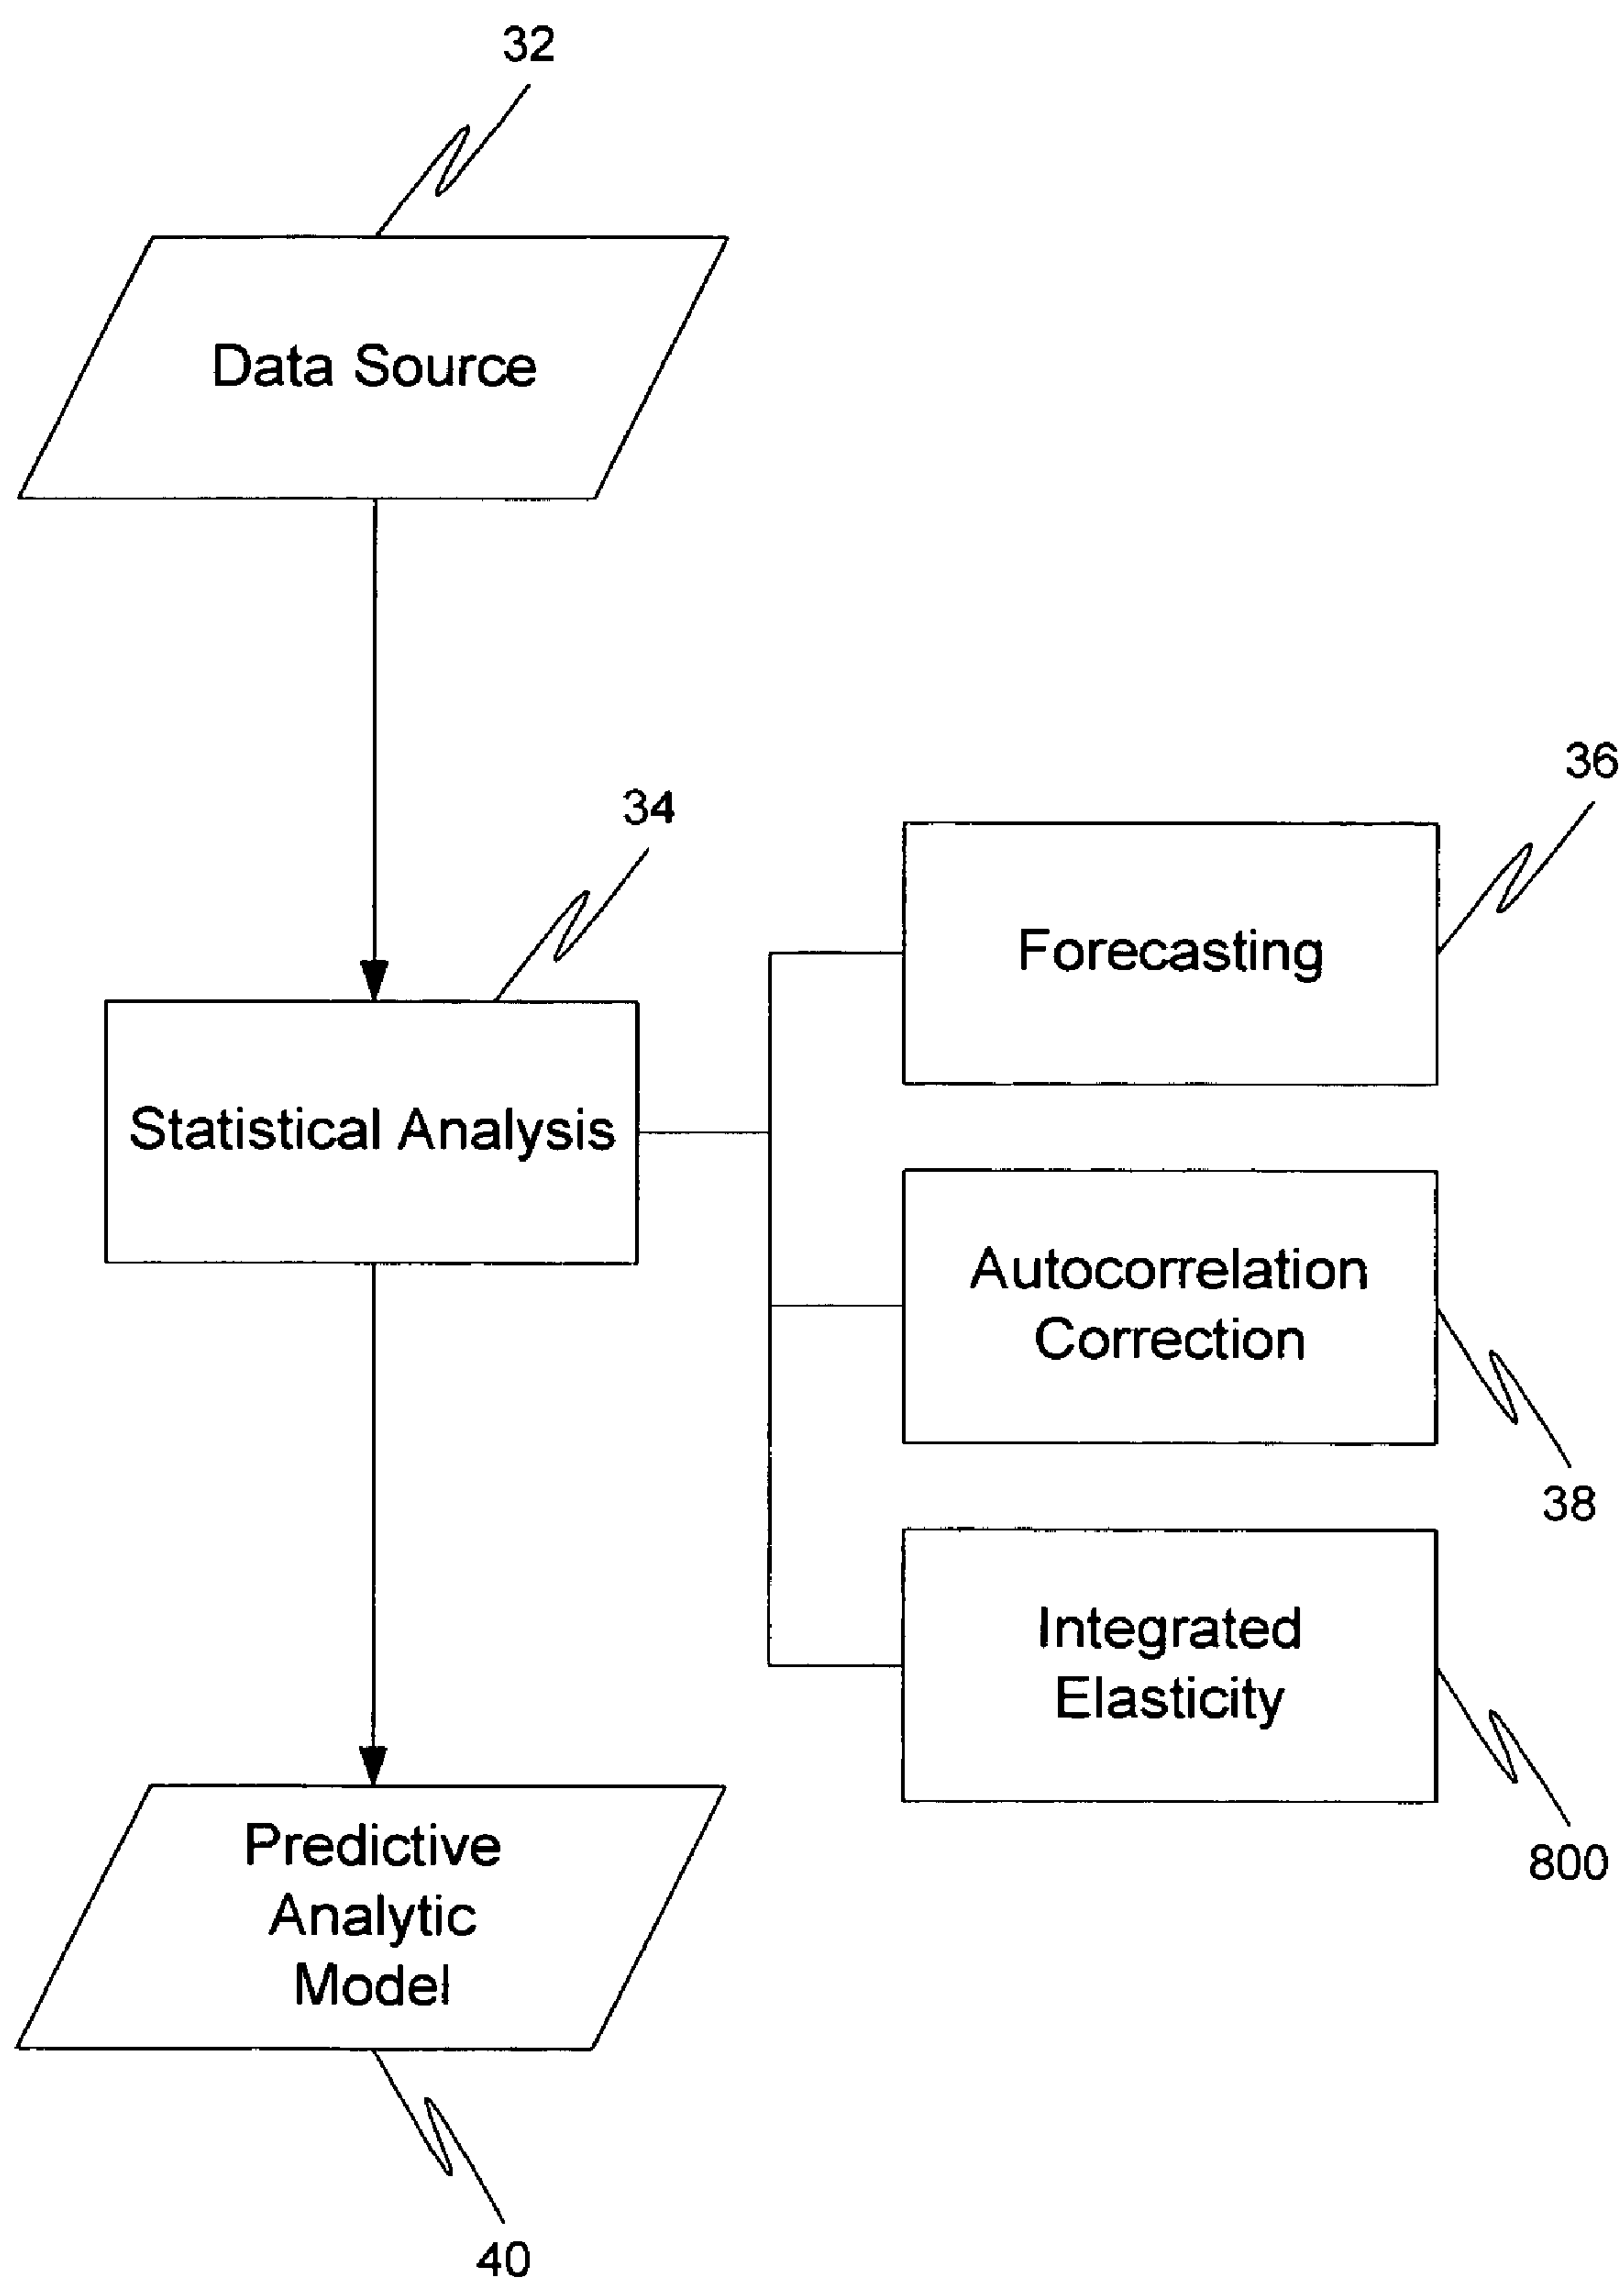 32
Data Source
34
36
Forecasting
Statistical Analysis
Autocorrelation
Correction
38
Integrated
Elasticity
800
Predictive
Analytic
Model
40